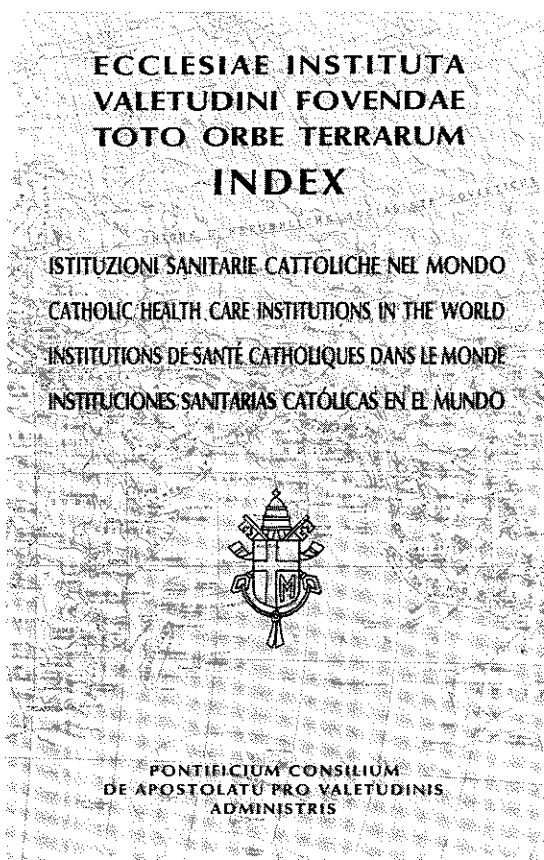 ECCLESIAE INSTITUTA
VALETUDINI FOVENDAE
TOTO ORBE TERRARUM
INDEX
ISTITUZIONI SANITARIE CATTOLICHE NEL MONDO
CATHOLIC HEALTH CARE INSTITUTIONS IN THE WORLD
INSTITUTIONS DE SANTÉ CATHOLIQUES DANS LE MONDE
INSTITUCIONES SANITARIAS CATÓLICAS EN EL MUNDO
M
PONTIFICIUM CONSILIUM
DE APOSTOLATU PRO VALETUDINIS
ADMINISTRIS